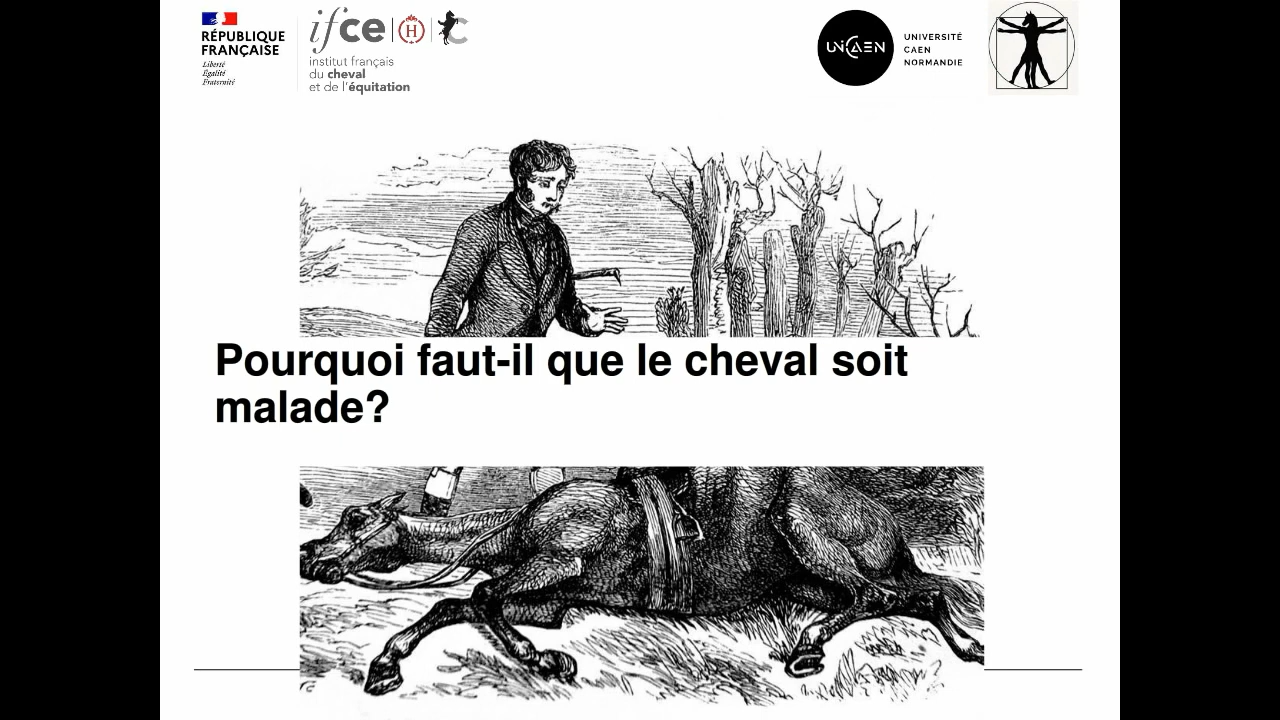 RÉPUBLIQUE
FRANÇAISE
Liberté
Égalité
Fraternité
ifce
H
institut français
du cheval
et de l'équitation
UNICAEN
UNIVERSITÉ
CAEN
NORMANDIE
Pourquoi faut-il que le cheval soit
malade?